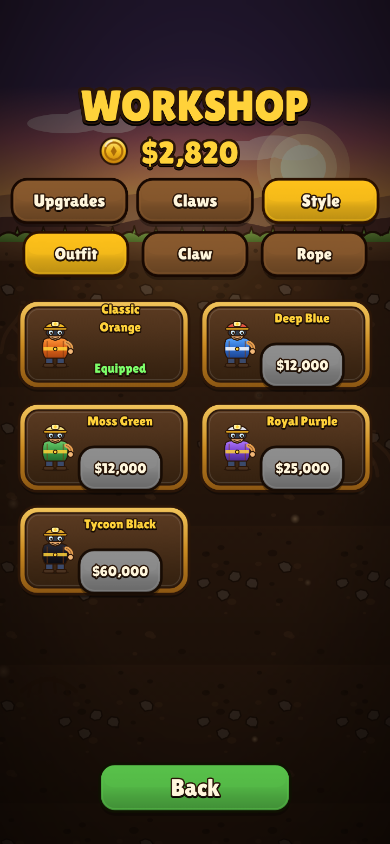 WORKSHOP
$2,820
Upgrades
Claws
Style
Outfit
Claw
Rope
Classic
Orange
Equipped
Deep Blue
$12,000
Moss Green
$12,000
Royal Purple
$25,000
Tycoon Black
$60,000
Back